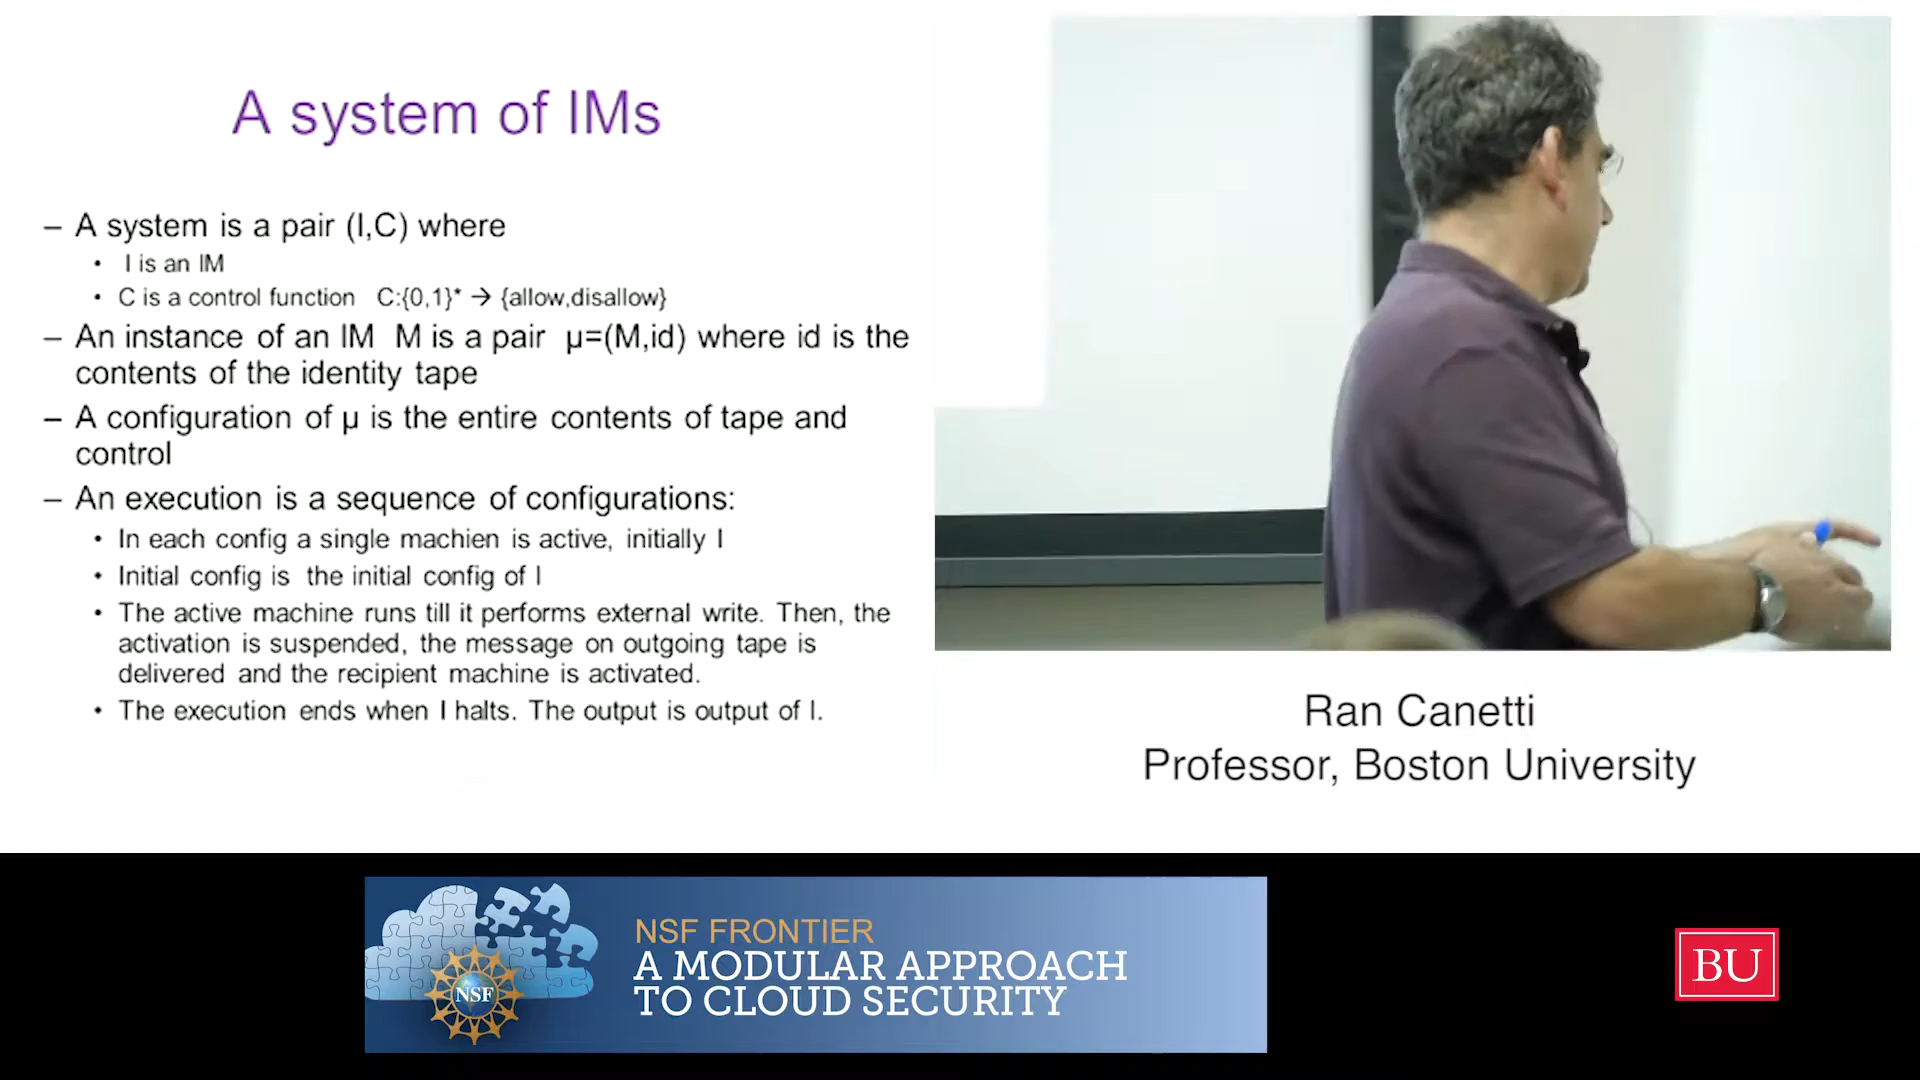 A system of IMs
– A system is a pair (I,C) where
• I is an IM
• C is a control function C:{0,1}* → {allow,disallow}
– An instance of an IM M is a pair μ=(M,id) where id is the
contents of the identity tape
– A configuration of μ is the entire contents of tape and
control
– An execution is a sequence of configurations:
• In each config a single machien is active, initially I
• Initial config is the initial config of I
• The active machine runs till it performs external write. Then, the
activation is suspended, the message on outgoing tape is
delivered and the recipient machine is activated.
• The execution ends when I halts. The output is output of I.
Ran Canetti
Professor, Boston University
NSF FRONTIER
A MODULAR APPROACH
TO CLOUD SECURITY
NSF
BU